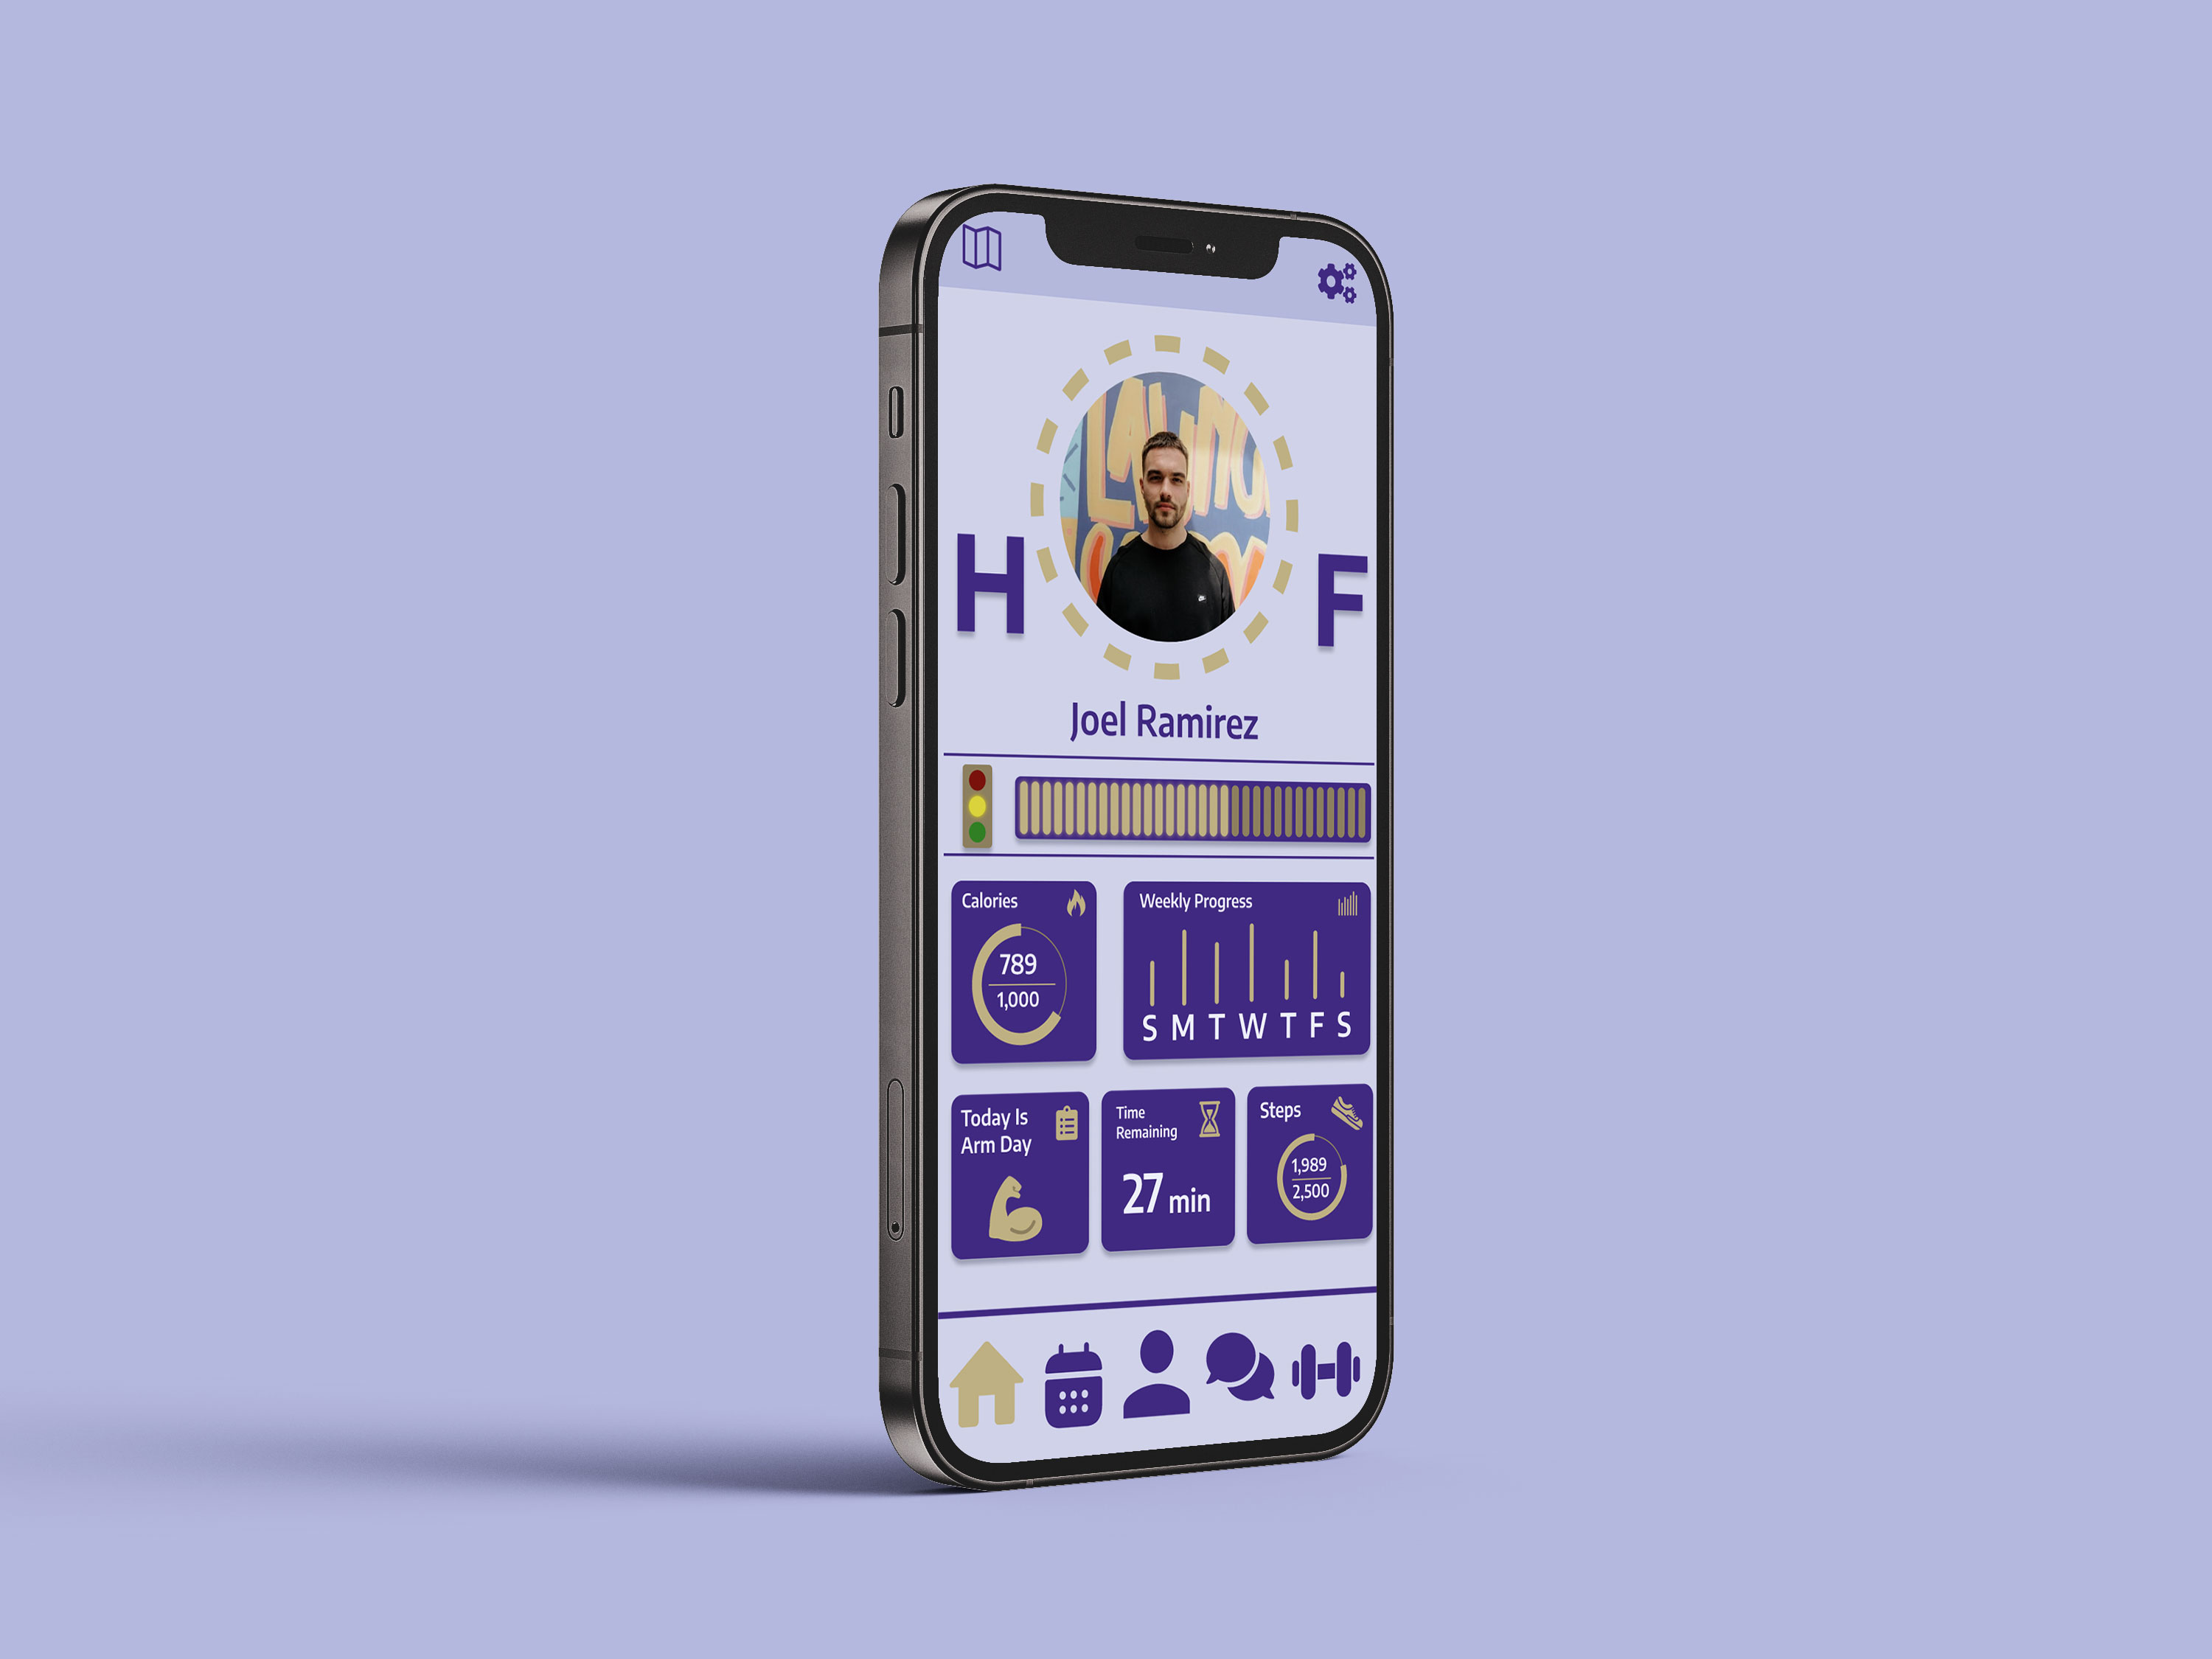 H
F
Joel Ramirez
Calories
789
1,000
Weekly Progress
S M T W T F S
Today Is
Arm Day
Time
Remaining
27 min
Steps
1,989
2,500